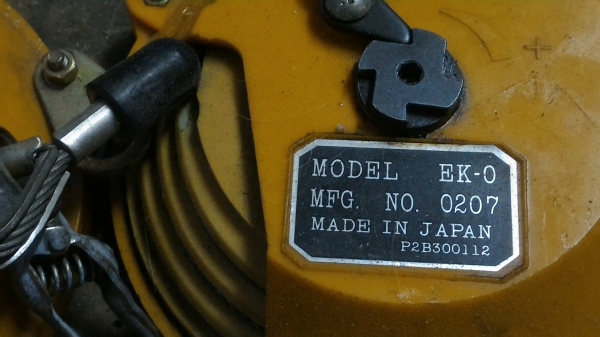 MODEL EK-0
MFG. NO. 0207
MADE IN JAPAN
P2B300112